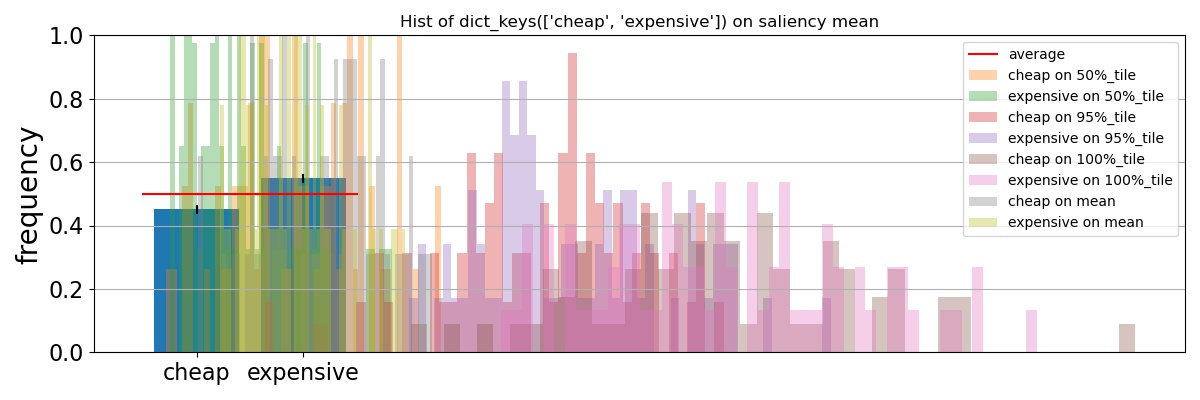 Hist of dict_keys(['cheap', 'expensive']) on saliency mean
frequency
1.0
0.8
0.6
0.4
0.2
0.0
cheap expensive
average
cheap on 50%_tile
expensive on 50%_tile
cheap on 95%_tile
expensive on 95%_tile
cheap on 100%_tile
expensive on 100%_tile
cheap on mean
expensive on mean